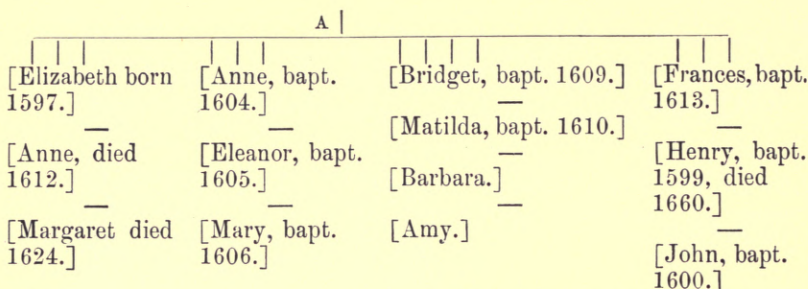 A
[Elizabeth born
1597.]
[Anne, died
1612.]
[Margaret died
1624.]
[Anne, bapt.
1604.]
[Eleanor, bapt.
1605.]
[Mary, bapt.
1606.]
[Bridget, bapt. 1609.]
[Matilda, bapt. 1610.]
[Barbara.]
[Amy.]
[Frances, bapt.
1613.]
[Henry, bapt.
1599, died
1660.]
[John, bapt.
1600.]